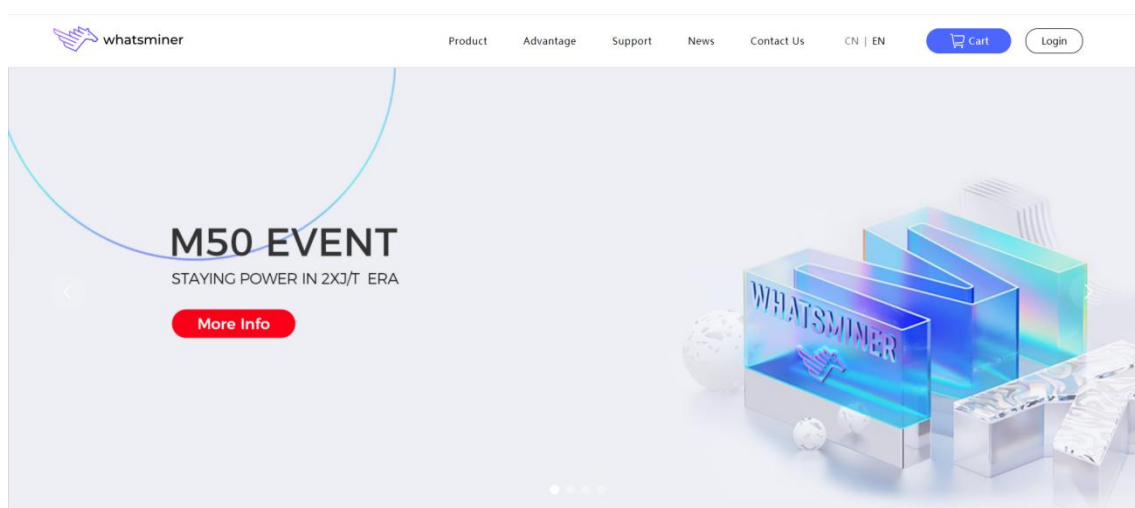 whatsminer
Product Advantage Support News Contact Us CN | EN Cart Login
M50 EVENT
STAYING POWER IN 2XJ/T ERA
More Info
WHATSMINER